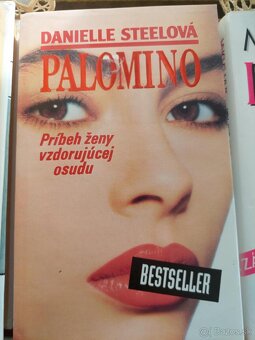 DANIELLE STEELOVÁ
PALOMINO
Príbeh ženy
vzdorujúcej
osudu
BESTSELLER